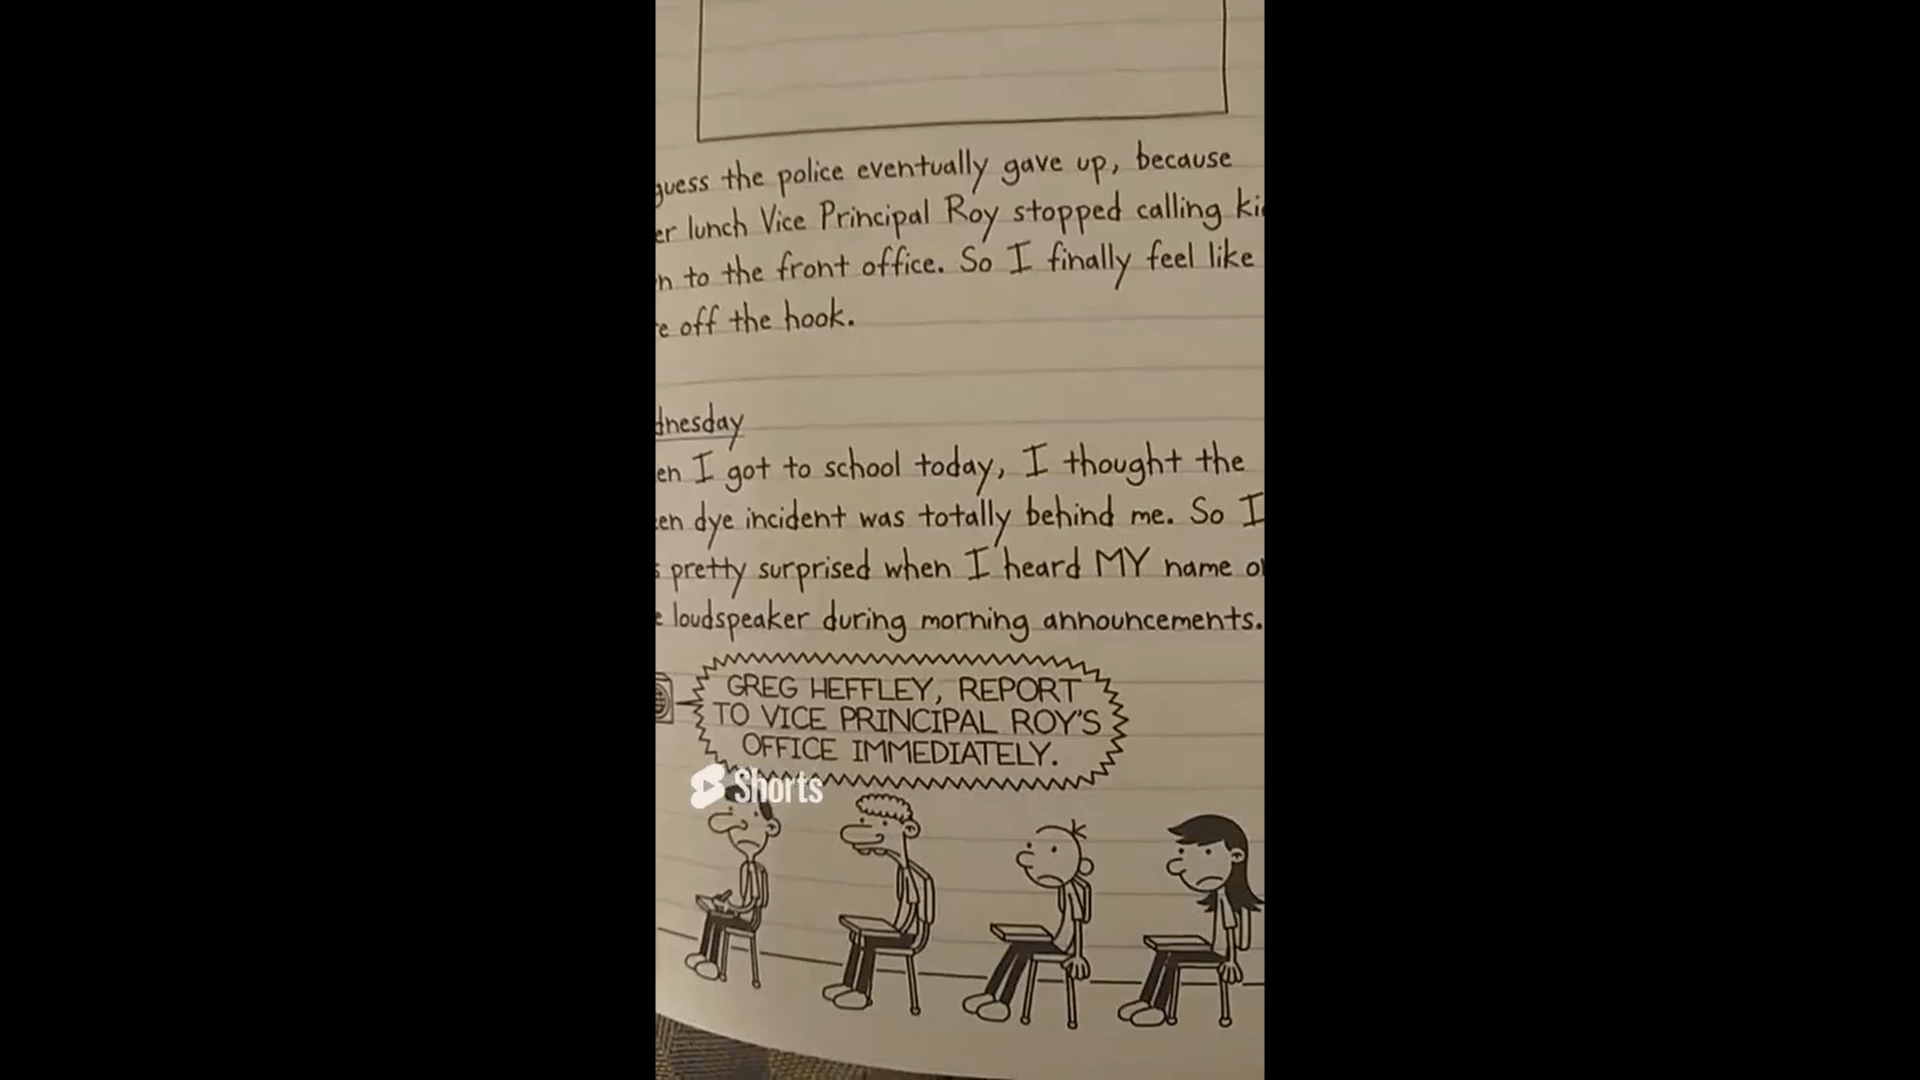 guess the police eventually gave up, because
er lunch Vice Principal Roy stopped calling ki
n to the front office. So I finally feel like
e off the hook.
dnesday
en I got to school today, I thought the
en dye incident was totally behind me. So I
s pretty surprised when I heard MY name o
e loudspeaker during morning announcements.
GREG HEFFLEY, REPORT
TO VICE PRINCIPAL ROY'S
OFFICE IMMEDIATELY.
Shorts